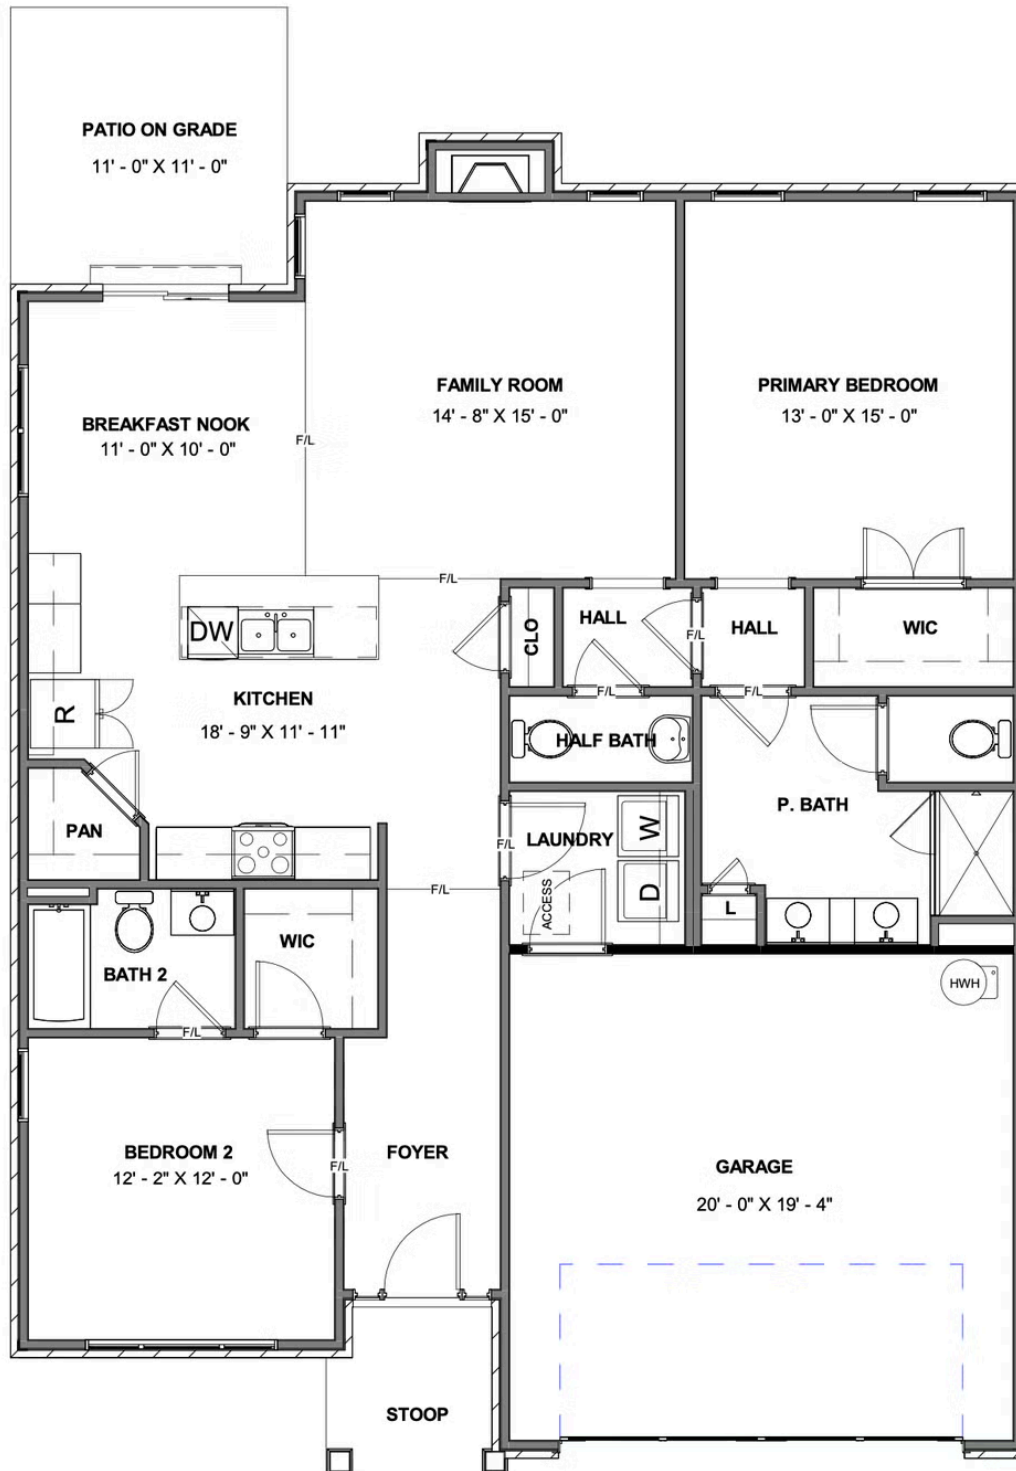 PATIO ON GRADE
11' - 0" X 11' - 0"
FAMILY ROOM
14' - 8" X 15' - 0"
PRIMARY BEDROOM
13' - 0" X 15' - 0"
BREAKFAST NOOK
11' - 0" X 10' - 0"
F/L
F/L
DW
CLO
HALL
F/L
HALL
WIC
R
KITCHEN
18' - 9" X 11' - 11"
F/L
F/L
HALF BATH
PAN
F/L
LAUNDRY
W
P. BATH
F/L
ACCESS
D
L
WIC
BATH 2
F/L
HWH
BEDROOM 2
12' - 2" X 12' - 0"
F/L
FOYER
GARAGE
20' - 0" X 19' - 4"
STOOP